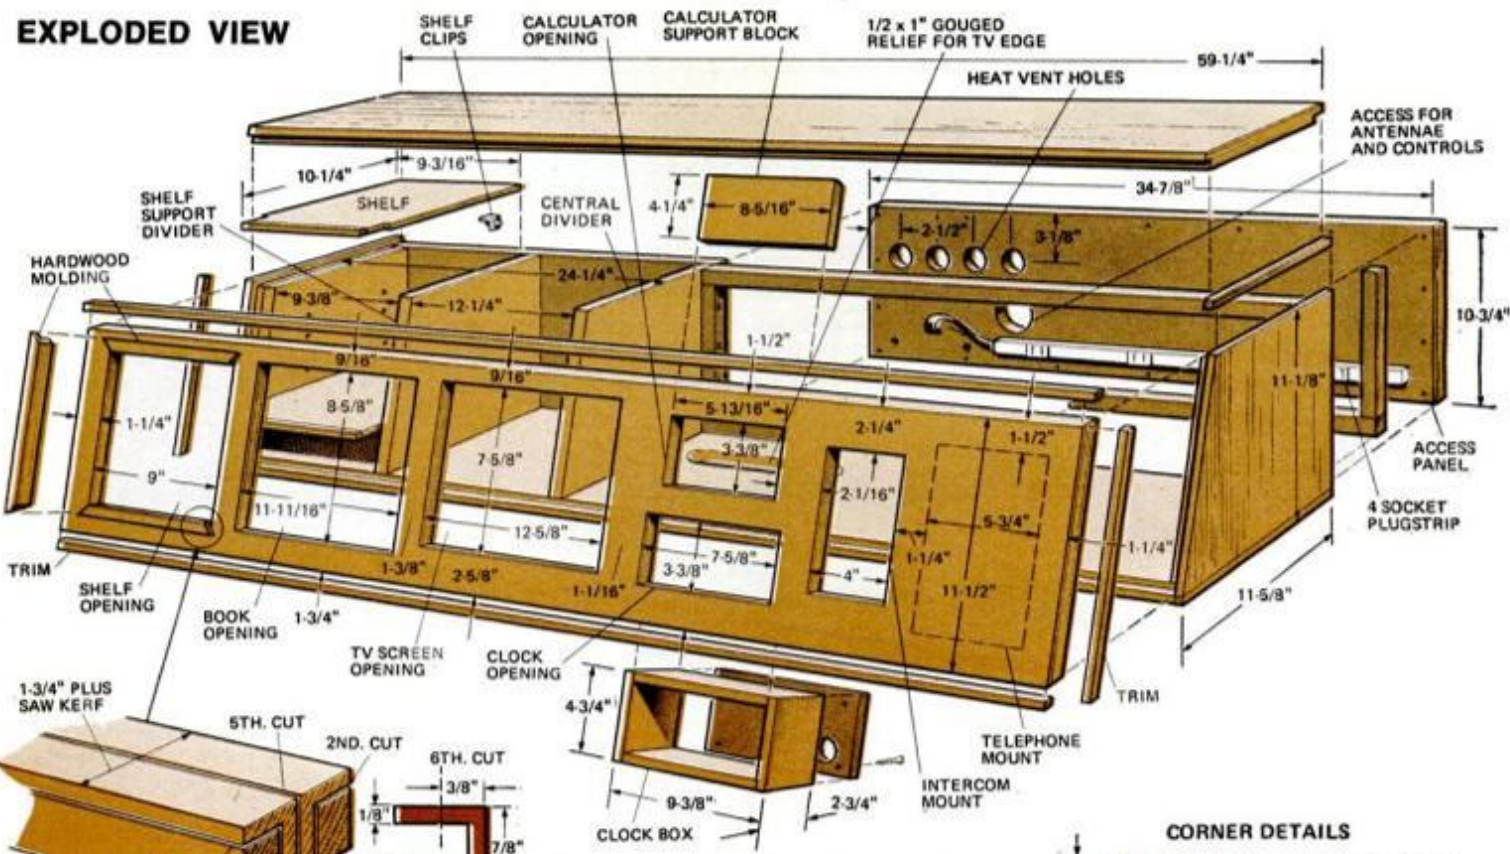 EXPLODED VIEW
SHELF
CLIPS
CALCULATOR
OPENING
CALCULATOR
SUPPORT BLOCK
1/2 x 1" GOUGED
RELIEF FOR TV EDGE
59-1/4"
HEAT VENT HOLES
ACCESS FOR
ANTENNAE
AND CONTROLS
10-1/4"
9-3/16"
SHELF
SHELF
SUPPORT
DIVIDER
CENTRAL
DIVIDER
4-1/4"
8-5/16"
34-7/8"
2-1/2"
3-1/8"
HARDWOOD
MOLDING
24-1/4"
9-3/8
12-1/4"
10-3/4"
1-1/2"
9/16"
9/16"
11-1/8"
8-5/8"
5-13/16"
1-1/4"
7-5/8"
3-3/8"
2-1/4"
1-1/2"
ACCESS
PANEL
9"
11-11/16"
12-5/8"
2-1/16"
5-3/4"
4 SOCKET
PLUGSTRIP
7-5/8"
1-1/4"
1-1/4"
TRIM
1-3/8"
2-5/8"
3-3/8"
4"
SHELF
OPENING
1-1/16"
11-1/2"
11-5/8"
BOOK
OPENING
1-3/4"
TV SCREEN
OPENING
CLOCK
OPENING
TRIM
1-3/4" PLUS
SAW KERF
5TH. CUT
2ND. CUT
4-3/4"
TELEPHONE
MOUNT
6TH. CUT
3/8"
INTERCOM
MOUNT
1/8"
9-3/8"
2-3/4"
CLOCK BOX
7/8"
CORNER DETAILS